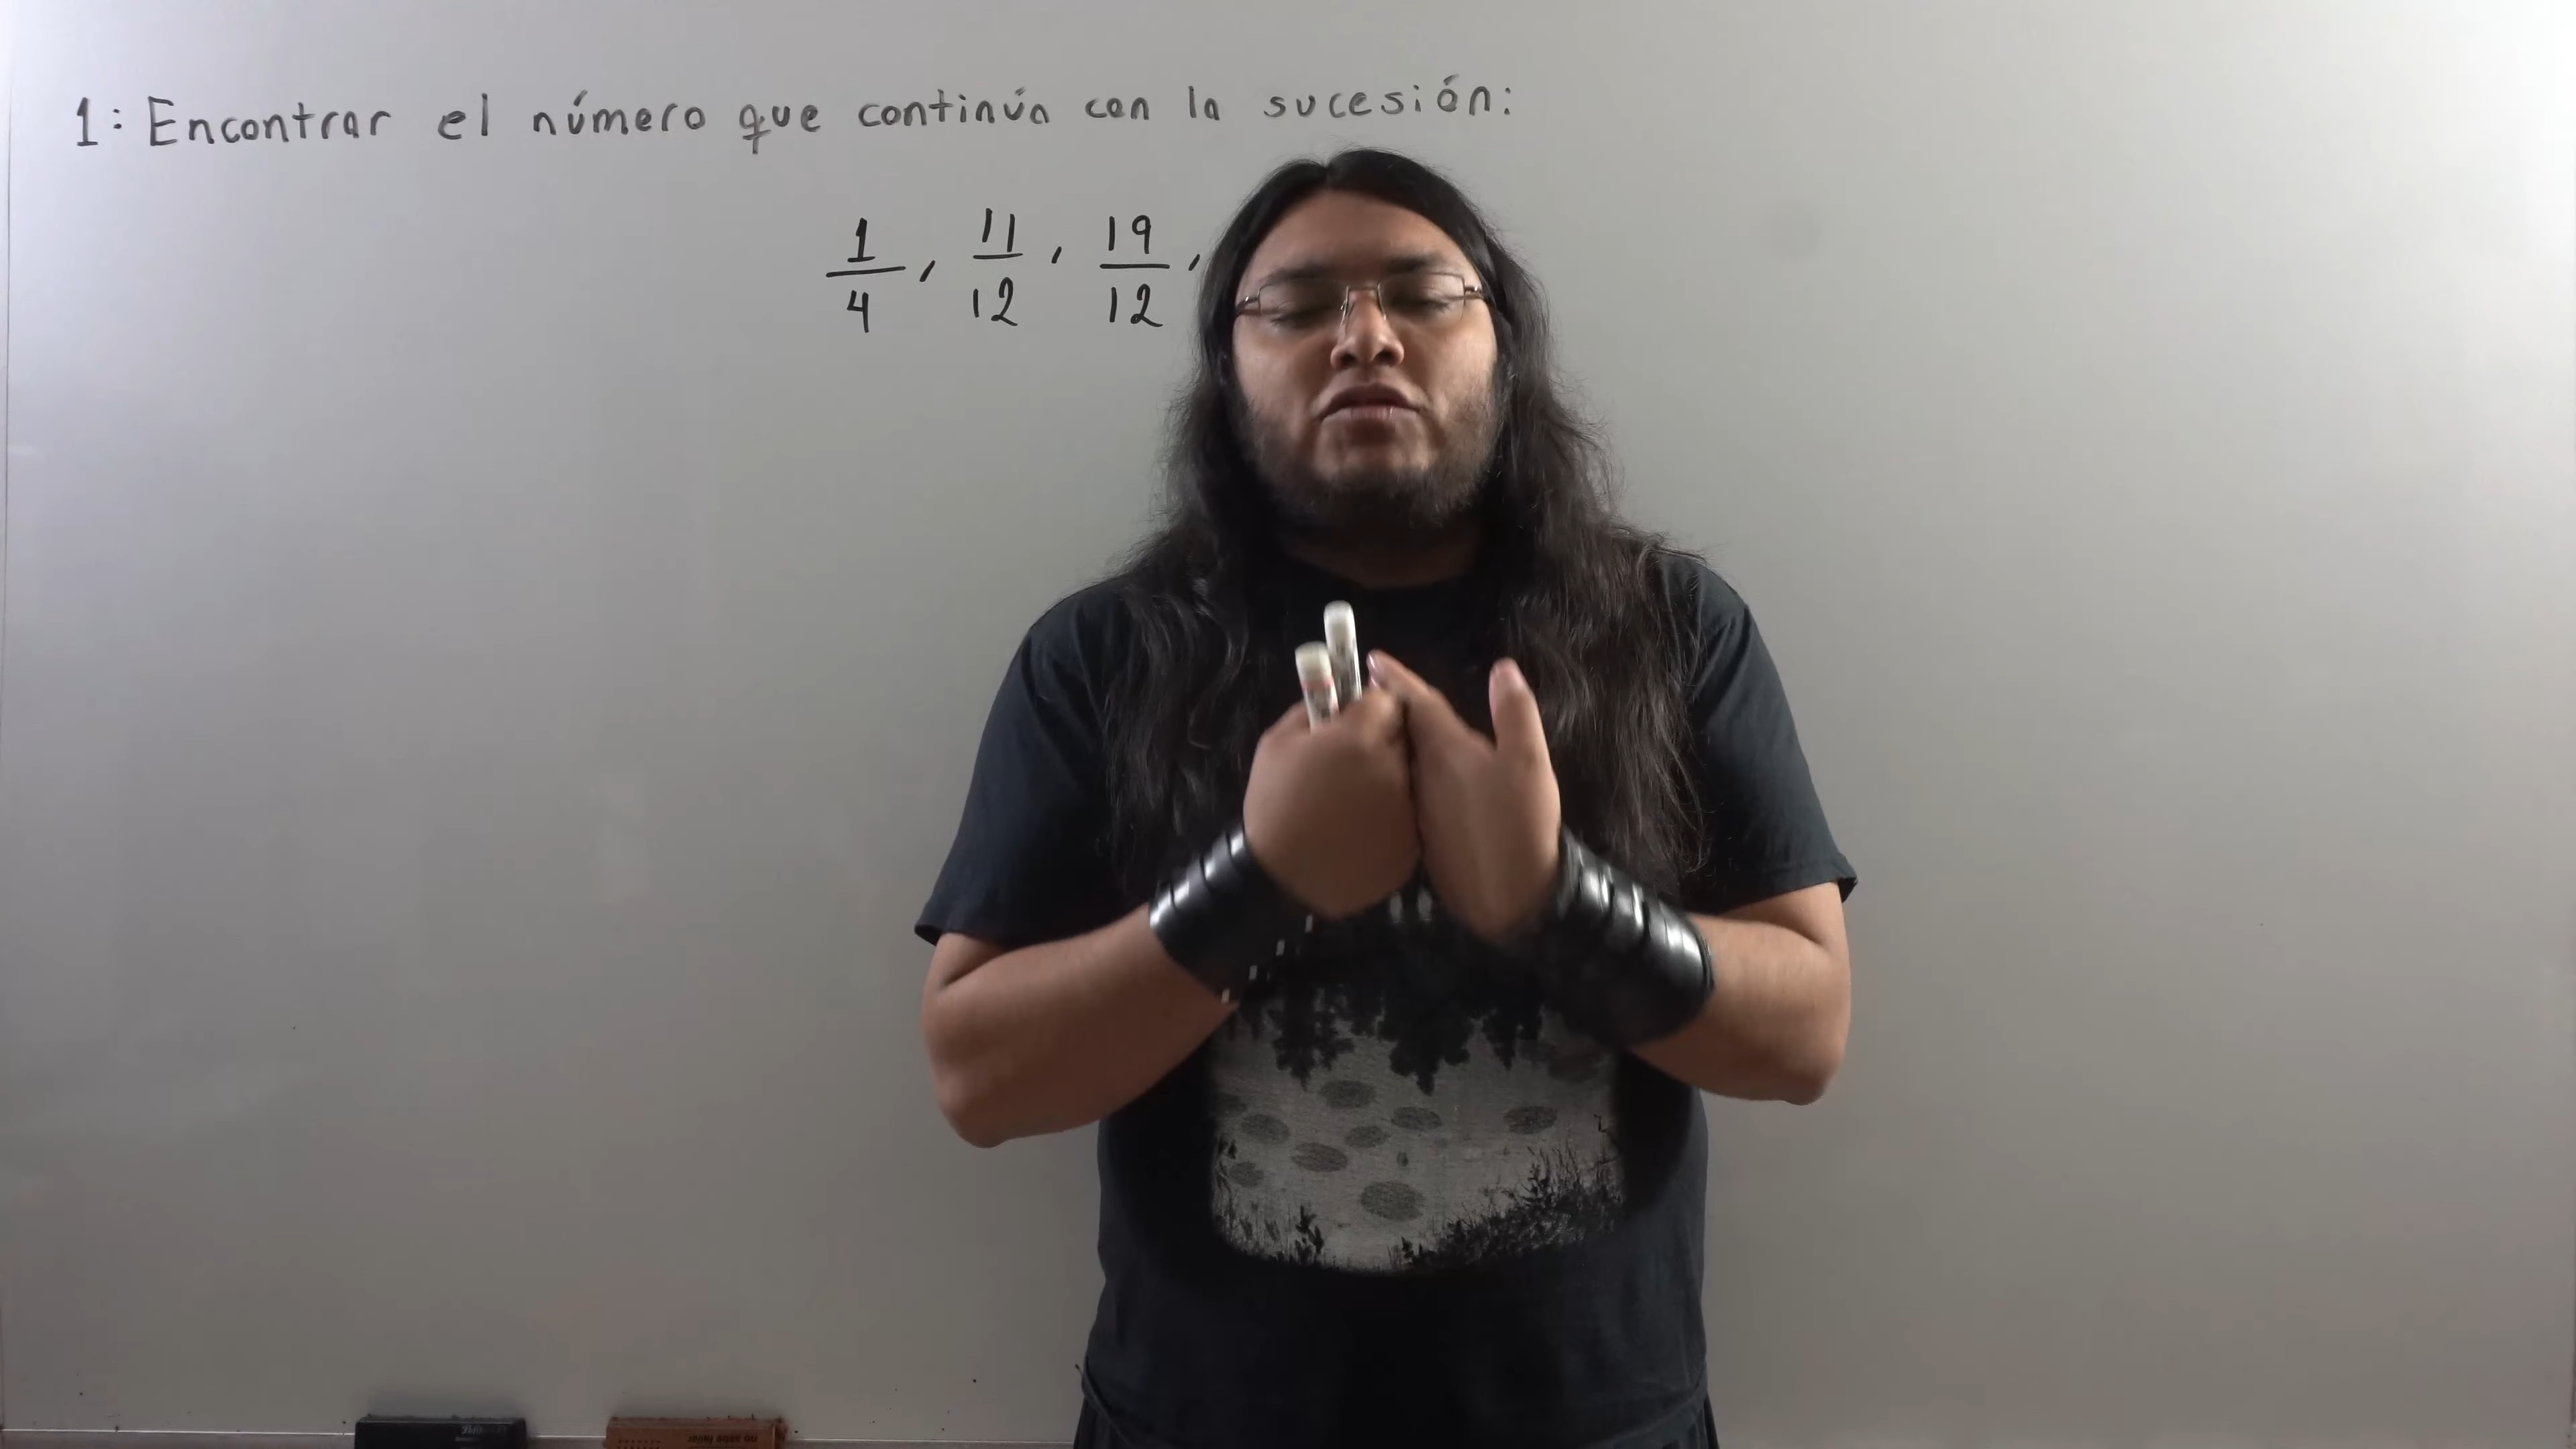 1: Encontrar el número que continúa con la sucesión:
1/4, 11/12, 19/12,